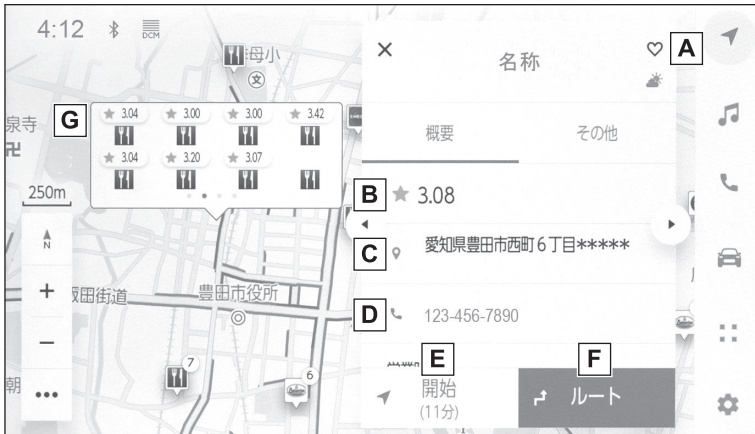 4:12
DCM
母小
文
泉寺
卍
G
3.04 3.00 3.00 3.42
3.04 3.20 3.07
250m
N
飯田街道
豊田市役所
朝
7
6
A
名称
概要
その他
B
3.08
C
愛知県豊田市西町6丁目*****
D
123-456-7890
E
開始
(11分)
F
ルート